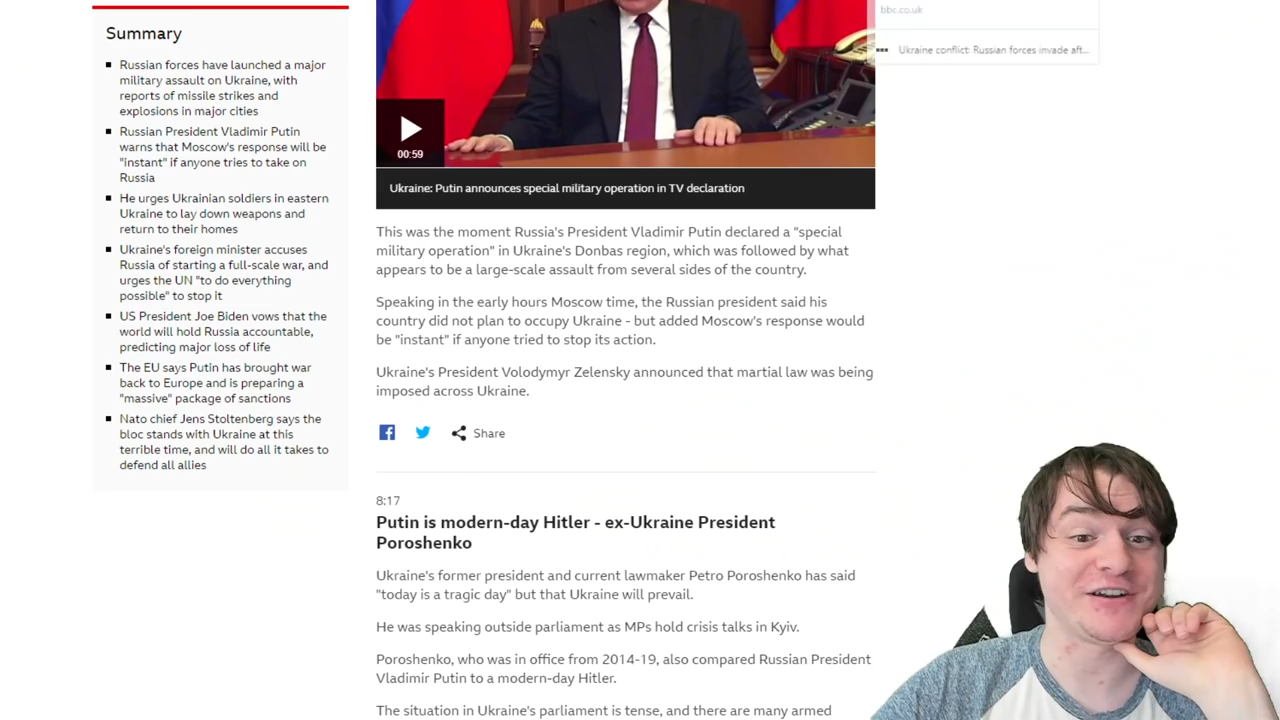 Summary
Russian forces have launched a major
military assault on Ukraine, with
reports of missile strikes and
explosions in major cities
Russian President Vladimir Putin
warns that Moscow's response will be
"instant" if anyone tries to take on
Russia
He urges Ukrainian soldiers in eastern
Ukraine to lay down weapons and
return to their homes
Ukraine's foreign minister accuses
Russia of starting a full-scale war, and
urges the UN "to do everything
possible" to stop it
US President Joe Biden vows that the
world will hold Russia accountable,
predicting major loss of life
The EU says Putin has brought war
back to Europe and is preparing a
"massive" package of sanctions
Nato chief Jens Stoltenberg says the
bloc stands with Ukraine at this
terrible time, and will do all it takes to
defend all allies
00:59
Ukraine: Putin announces special military operation in TV declaration
This was the moment Russia's President Vladimir Putin declared a "special
military operation" in Ukraine's Donbas region, which was followed by what
appears to be a large-scale assault from several sides of the country.
Speaking in the early hours Moscow time, the Russian president said his
country did not plan to occupy Ukraine - but added Moscow's response would
be "instant" if anyone tried to stop its action.
Ukraine's President Volodymyr Zelensky announced that martial law was being
imposed across Ukraine.
Share
8:17
Putin is modern-day Hitler - ex-Ukraine President
Poroshenko
Ukraine's former president and current lawmaker Petro Poroshenko has said
"today is a tragic day" but that Ukraine will prevail.
He was speaking outside parliament as MPs hold crisis talks in Kyiv.
Poroshenko, who was in office from 2014-19, also compared Russian President
Vladimir Putin to a modern-day Hitler.
The situation in Ukraine's parliament is tense, and there are many armed
bbc.co.uk
Ukraine conflict: Russian forces invade aft...